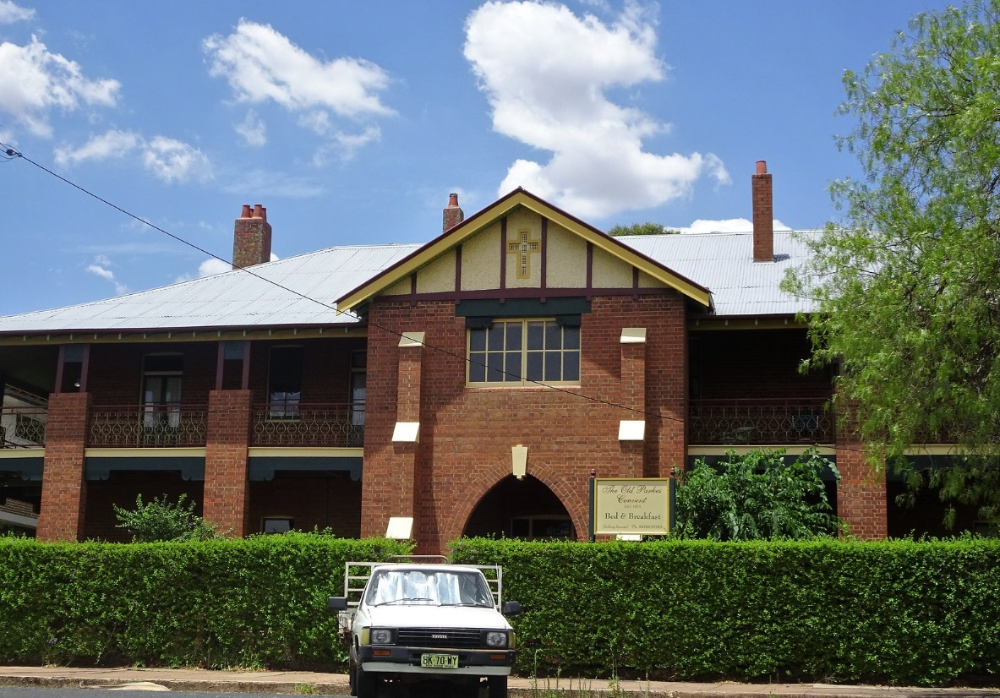 The Old Parkes
Convent
Bed & Breakfast
TOYOTA
BK·70·WY